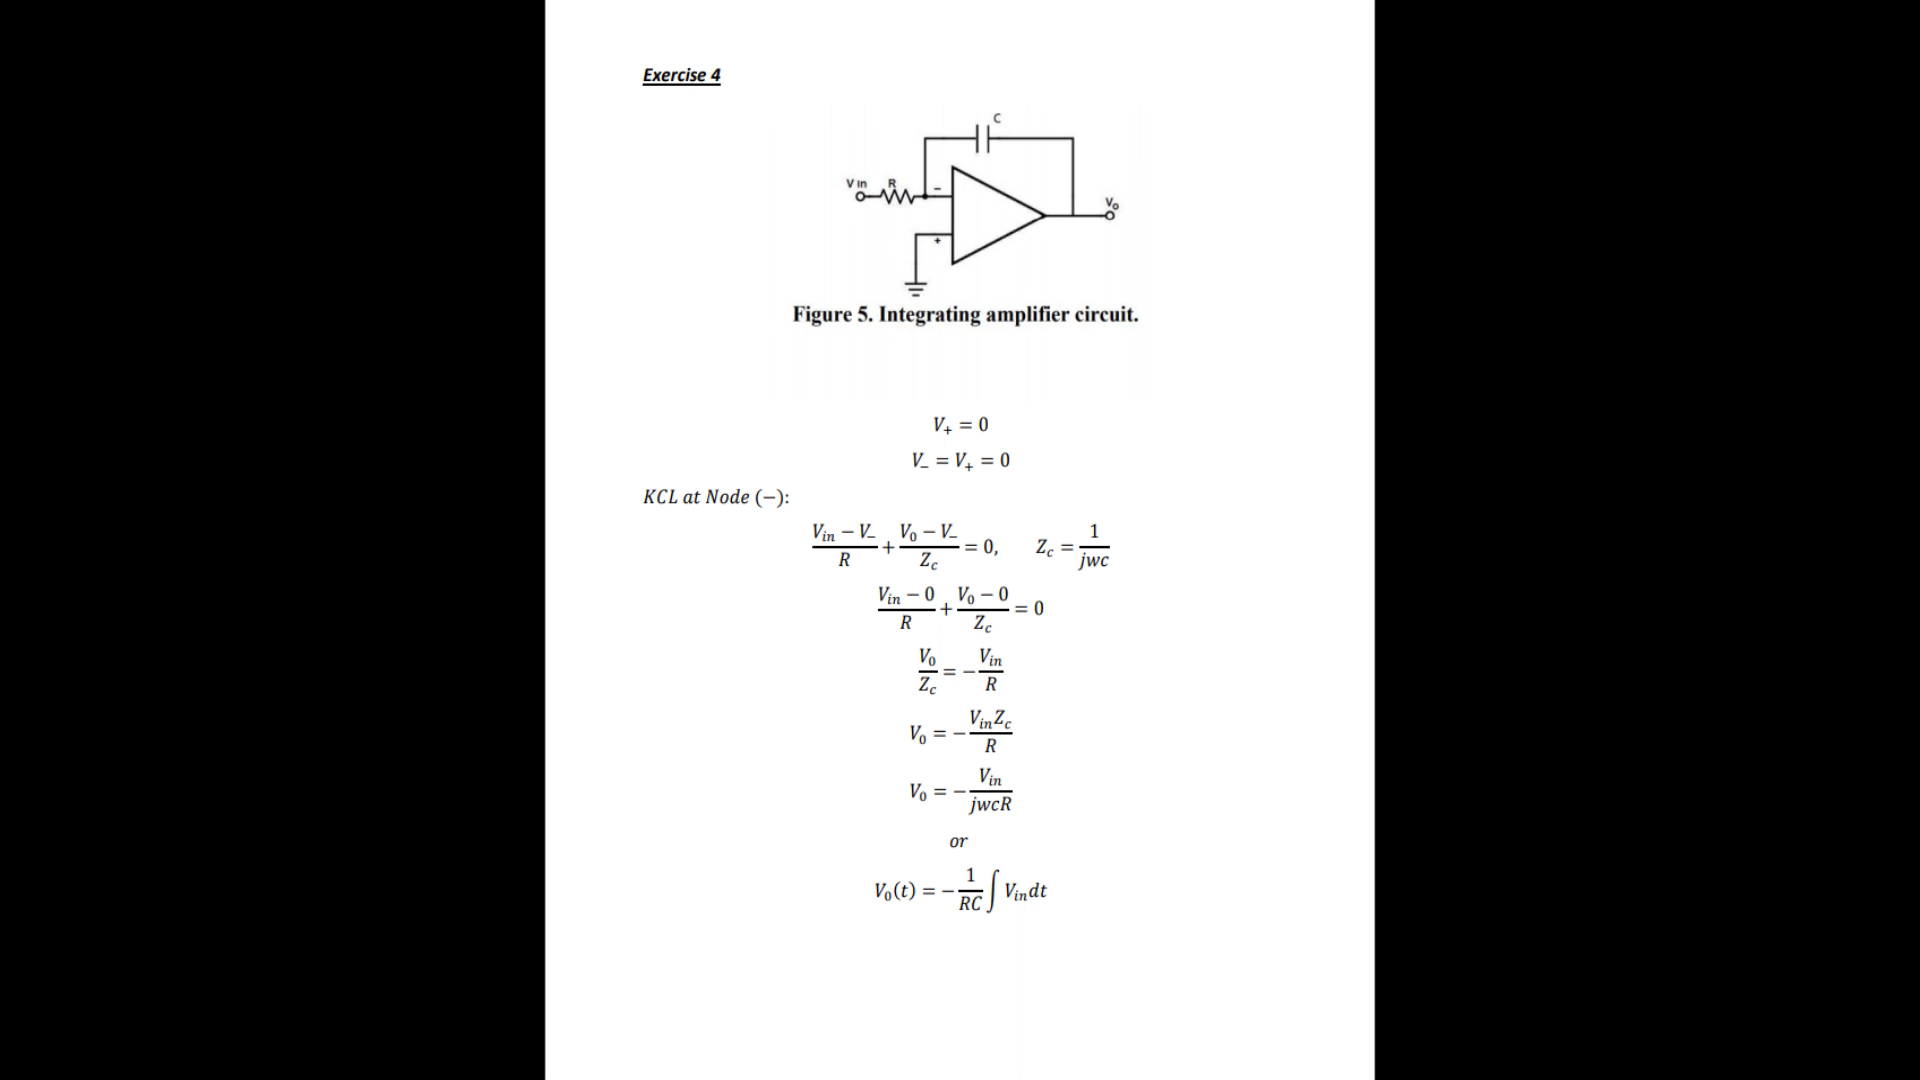 Exercise 4
C
V in R
−
Vo
+
Figure 5. Integrating amplifier circuit.
V₊ = 0
V₋ = V₊ = 0
KCL at Node (−):
(Vin − V₋)/R + (V0 − V₋)/Zc = 0, Zc = 1/jwc
(Vin − 0)/R + (V0 − 0)/Zc = 0
V0/Zc = −Vin/R
V0 = −VinZc/R
V0 = −Vin/jwcR
or
V0(t) = −1/RC ∫ Vindt